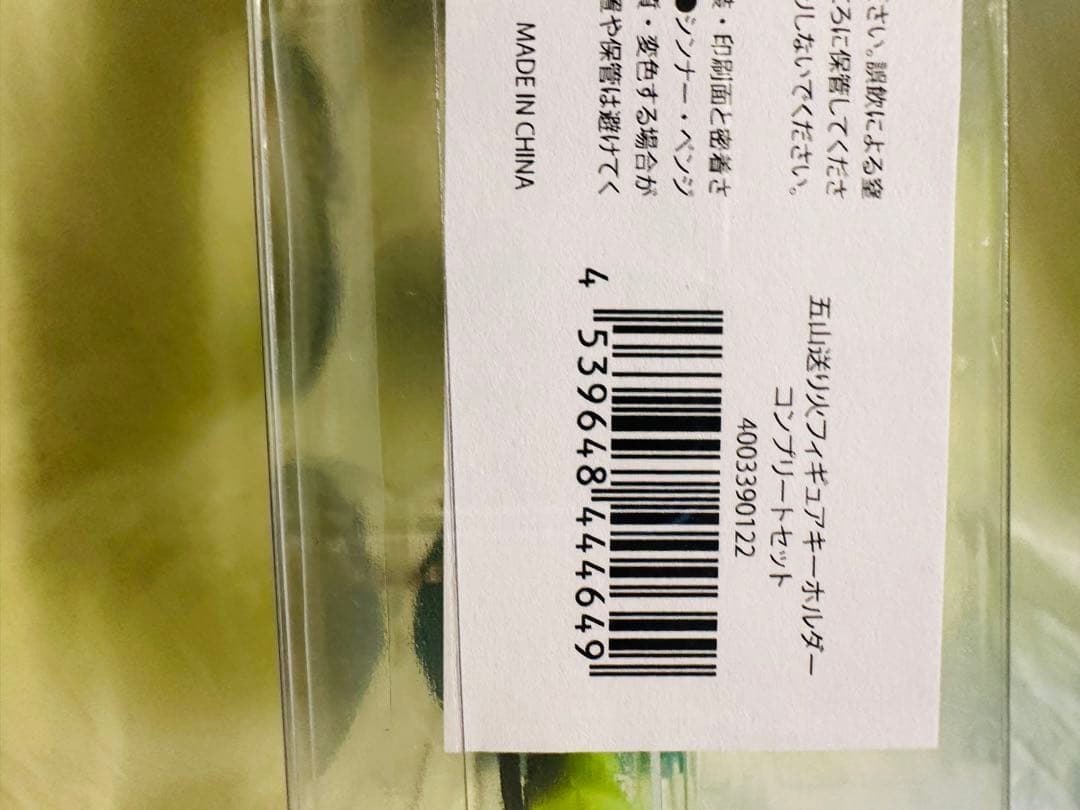 ださい。誤飲による窒
ころに保管してくださ
りしないでください。
装・印刷面と密着さ
●シンナー・ベンジ
質・変色する場合が
置や保管は避けてく
MADE IN CHINA
五山送り火フィギュアキーホルダー
コンプリートセット
4003390122
4 539648 444649